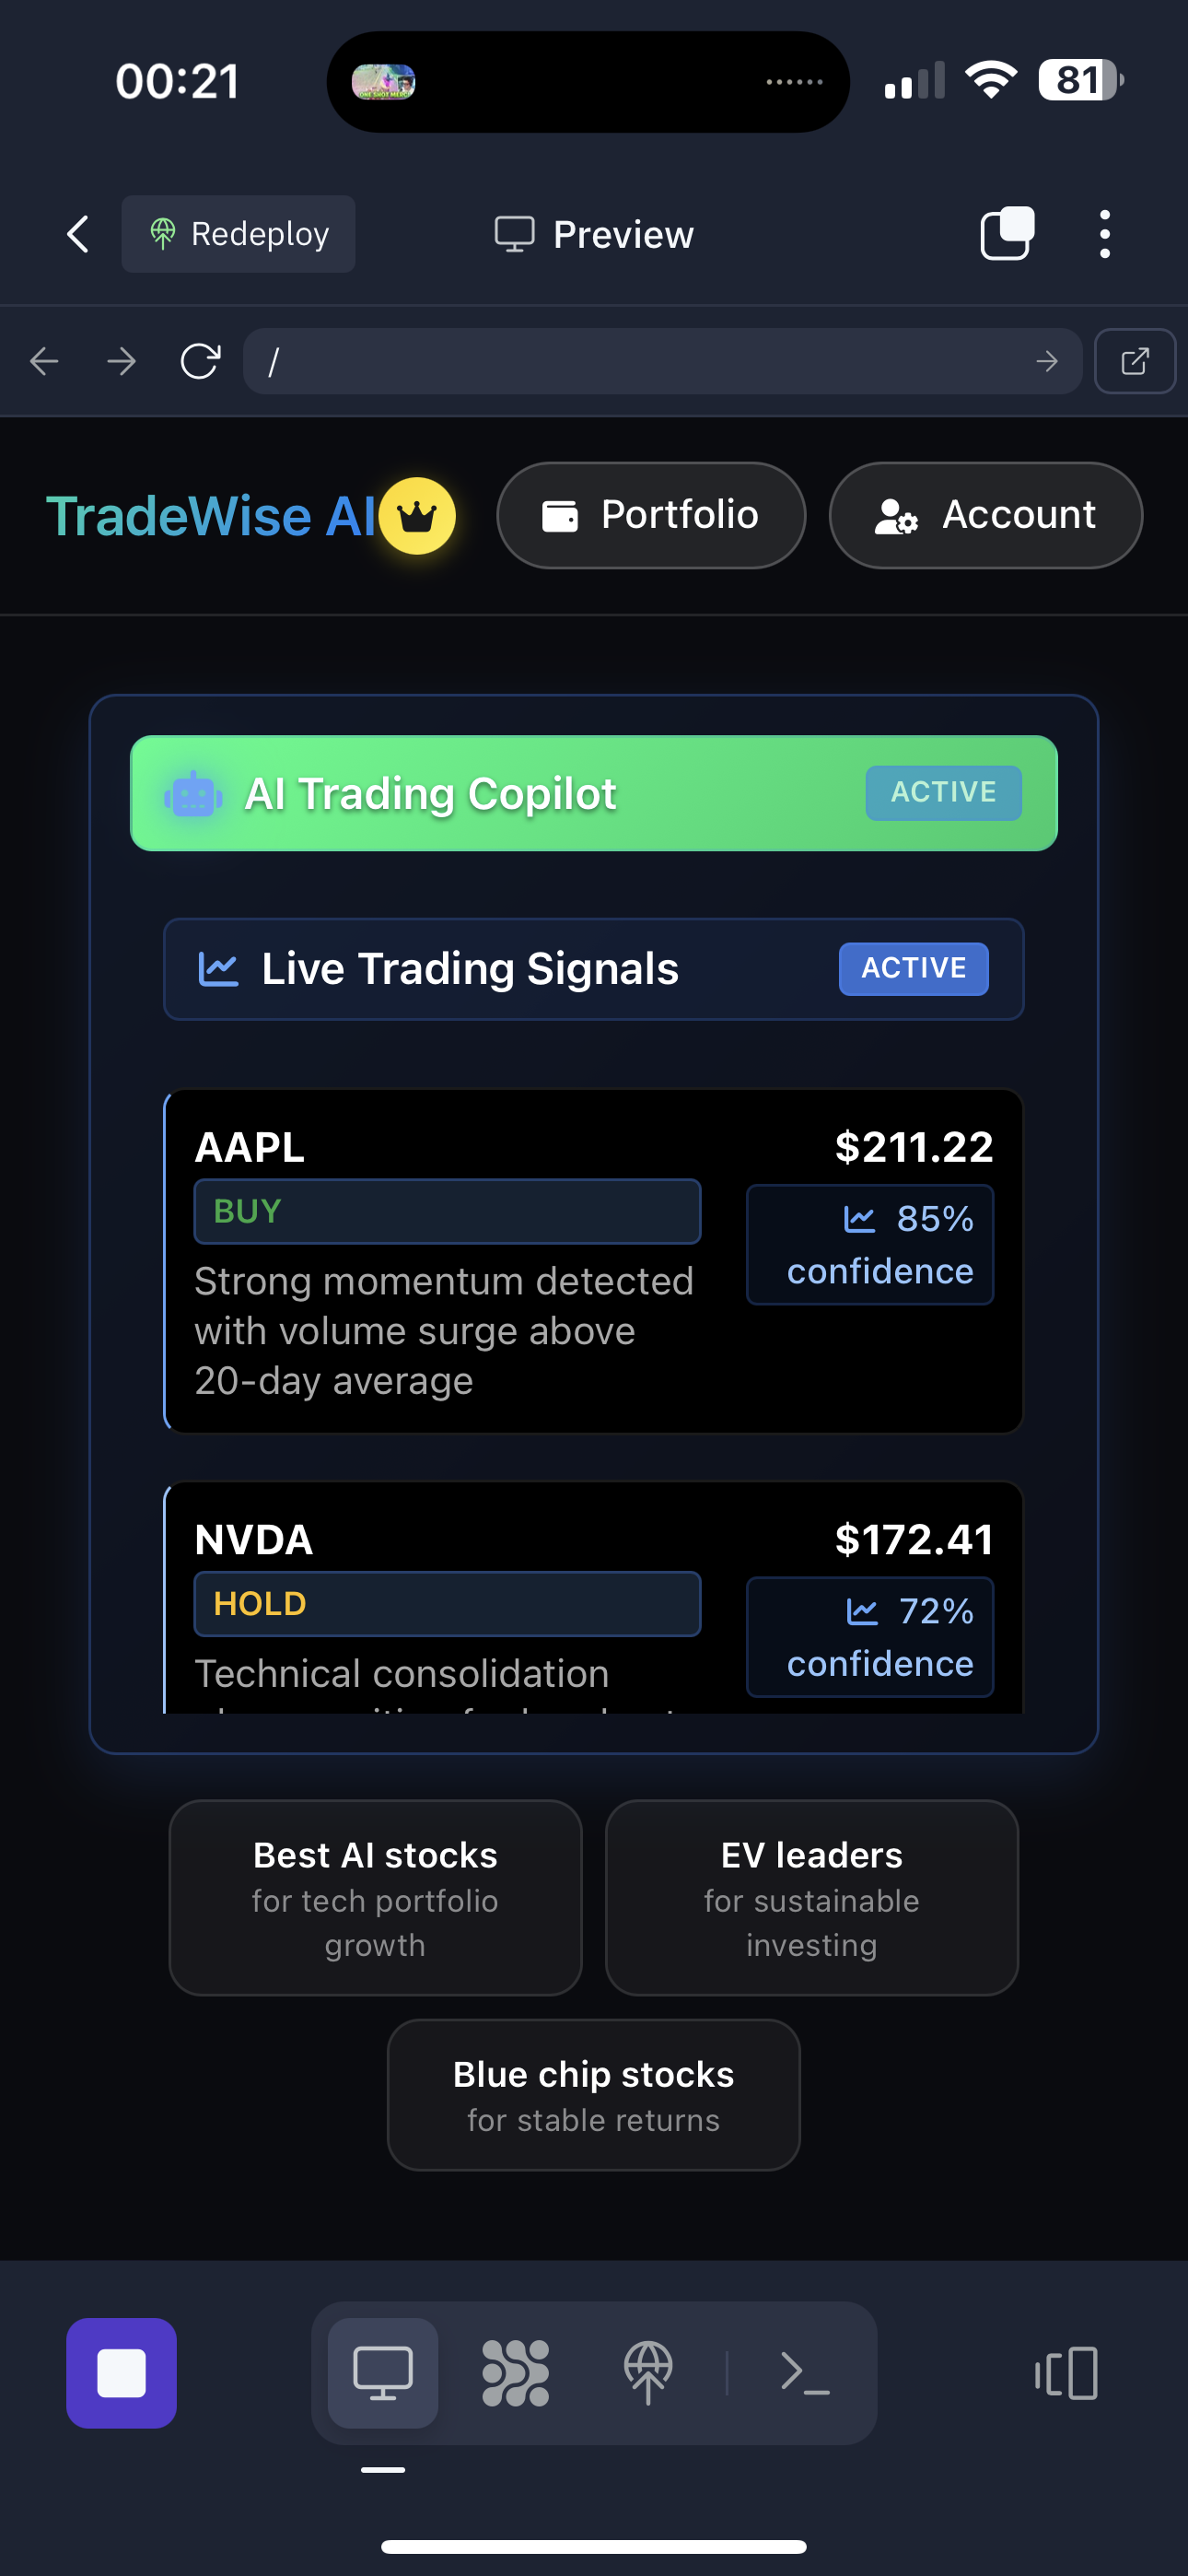 00:21
81
Redeploy
Preview
/
TradeWise AI
Portfolio
Account
AI Trading Copilot
ACTIVE
Live Trading Signals
ACTIVE
AAPL
$211.22
BUY
85%
confidence
Strong momentum detected
with volume surge above
20-day average
NVDA
$172.41
HOLD
72%
confidence
Technical consolidation
Best AI stocks
for tech portfolio
growth
EV leaders
for sustainable
investing
Blue chip stocks
for stable returns